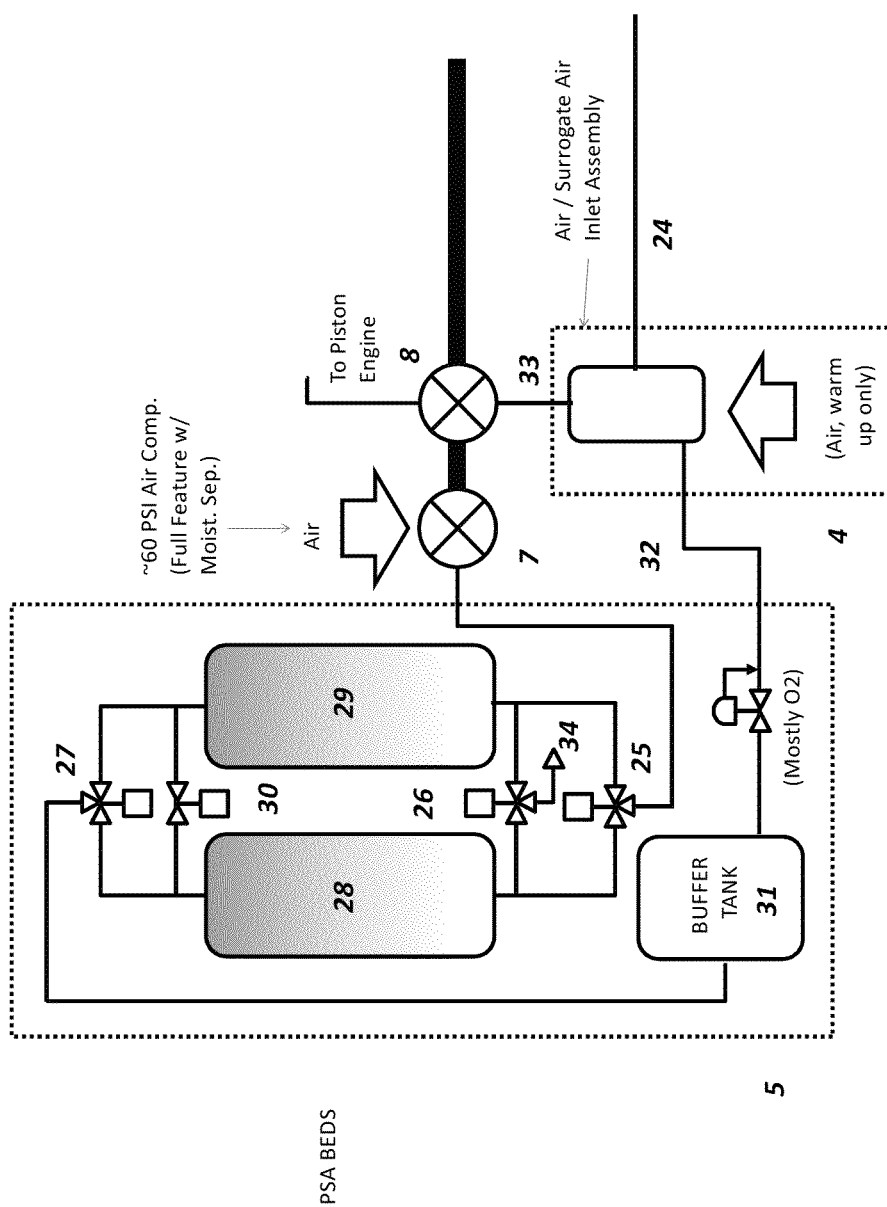 PSA BEDS
5
27
30
29
28
26
34
25
BUFFER
TANK
31
(Mostly O2)
~60 PSI Air Comp.
(Full Feature w/
Moist. Sep.)
Air
7
To Piston
Engine
8
33
32
4
(Air, warm
up only)
Air / Surrogate Air
Inlet Assembly
24